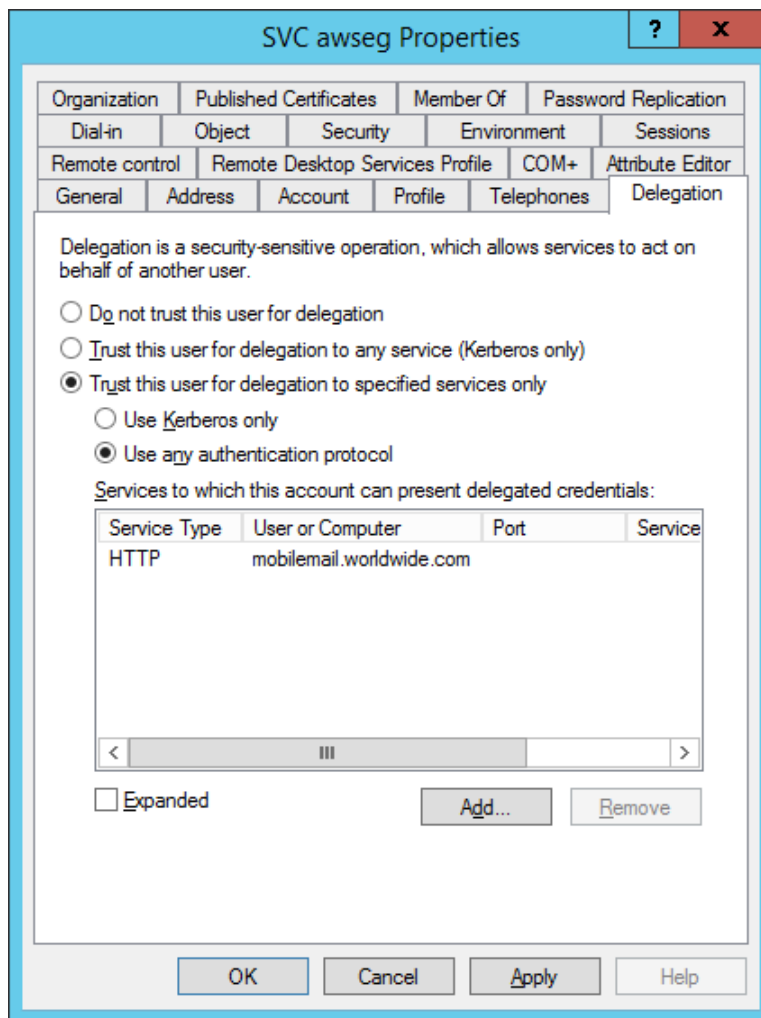 SVC awseg Properties
? x
Organization Published Certificates Member Of Password Replication
Dial-in Object Security Environment Sessions
Remote control Remote Desktop Services Profile COM+ Attribute Editor
General Address Account Profile Telephones Delegation
Delegation is a security-sensitive operation, which allows services to act on
behalf of another user.
Do not trust this user for delegation
Trust this user for delegation to any service (Kerberos only)
Trust this user for delegation to specified services only
Use Kerberos only
Use any authentication protocol
Services to which this account can present delegated credentials:
Service Type User or Computer Port Service
HTTP mobilemail.worldwide.com
Expanded
Add... Remove
OK Cancel Apply Help